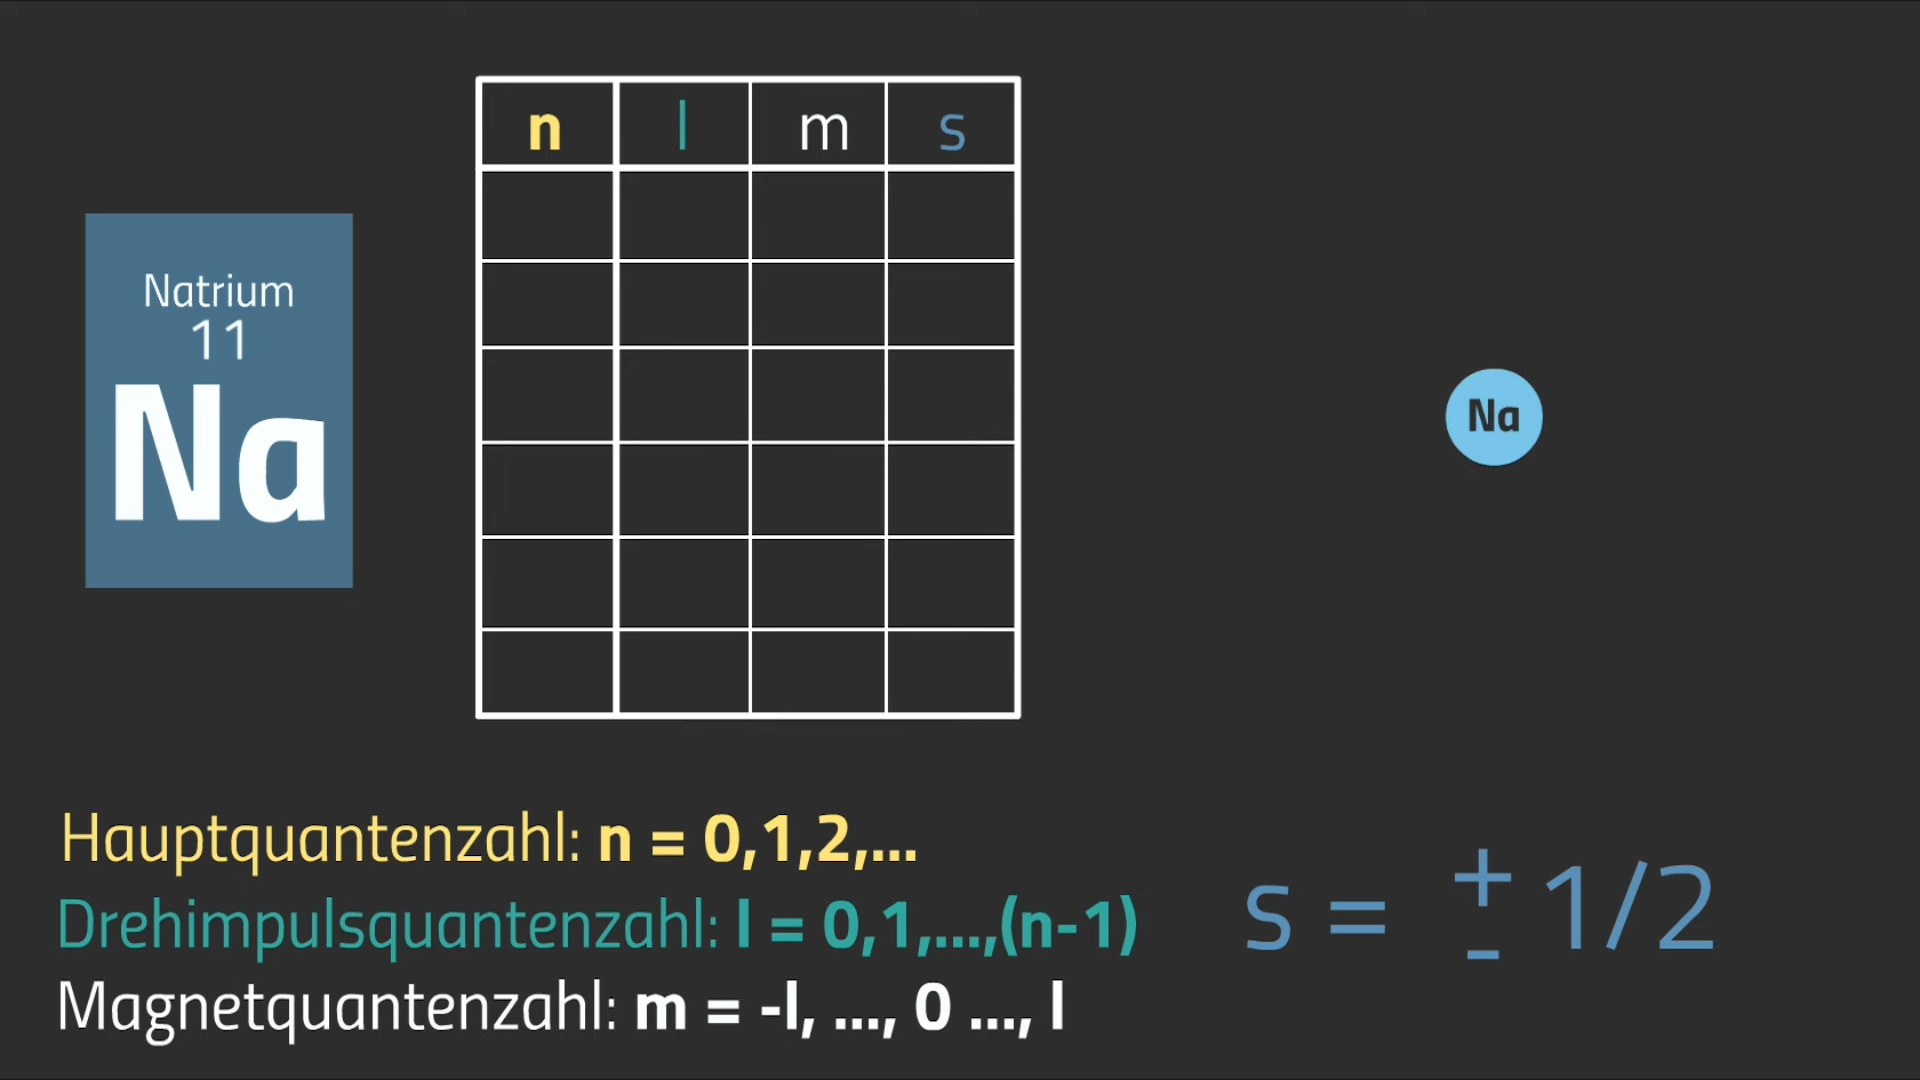 n l m s
Natrium
11
Na
Na
Hauptquantenzahl: n = 0,1,2,...
Drehimpulsquantenzahl: l = 0,1,...,(n-1)
Magnetquantenzahl: m = -l, ..., 0 ..., l
s = ± 1/2